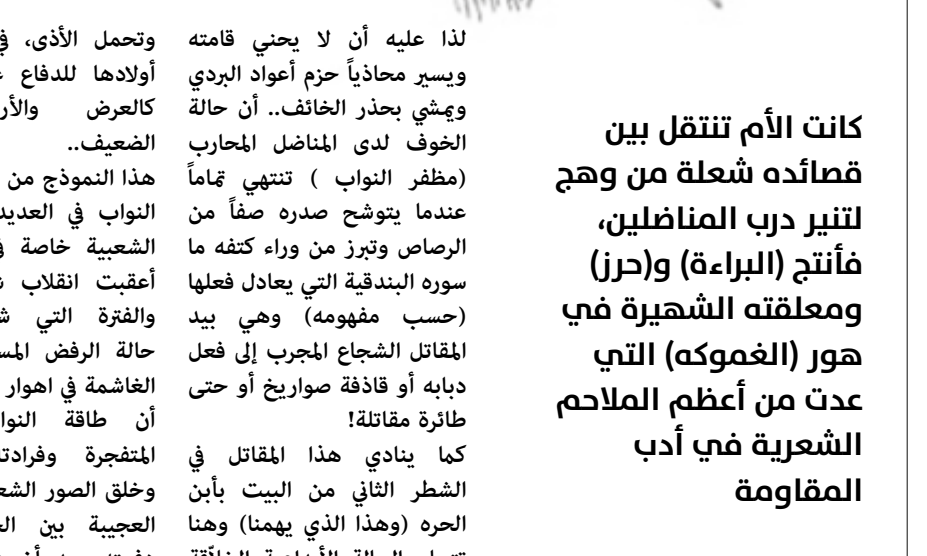 كانت الأم تنتقل بين
قصائده شعلة من وهج
لتنير درب المناضلين،
فأنتج (البراءة) و(حرز)
ومعلقته الشهيرة في
هور (الغموكه) التي
عدت من أعظم الملاحم
الشعرية في أدب
المقاومة
لذا عليه أن لا يحني قامته
ويسير محاذياً حزم أعواد البردي
ويمشي بحذر الخائف.. أن حالة
الخوف لدى المناضل المحارب
(مظفر النواب ) تنتهي تماماً
عندما يتوشح صدره صفاً من
الرصاص وتبرز من وراء كتفه ما
سوره البندقية التي يعادل فعلها
(حسب مفهومه) وهي بيد
المقاتل الشجاع المجرب إلى فعل
دبابه أو قاذفة صواريخ أو حتى
طائرة مقاتلة!
كما ينادي هذا المقاتل في
الشطر الثاني من البيت بأبن
الحره (وهذا الذي يهمنا) وهنا
وتحمل الأذى،
أولادها للدفاع
كالعرض
الضعيف..
هذا النموذج من
النواب في
الشعبية خاصة
أعقبت انقلاب
والفترة التي
حالة الرفض
الغاشمة في اهوار
أن طاقة
المتفجرة
وخلق الصور
العجيبة بين